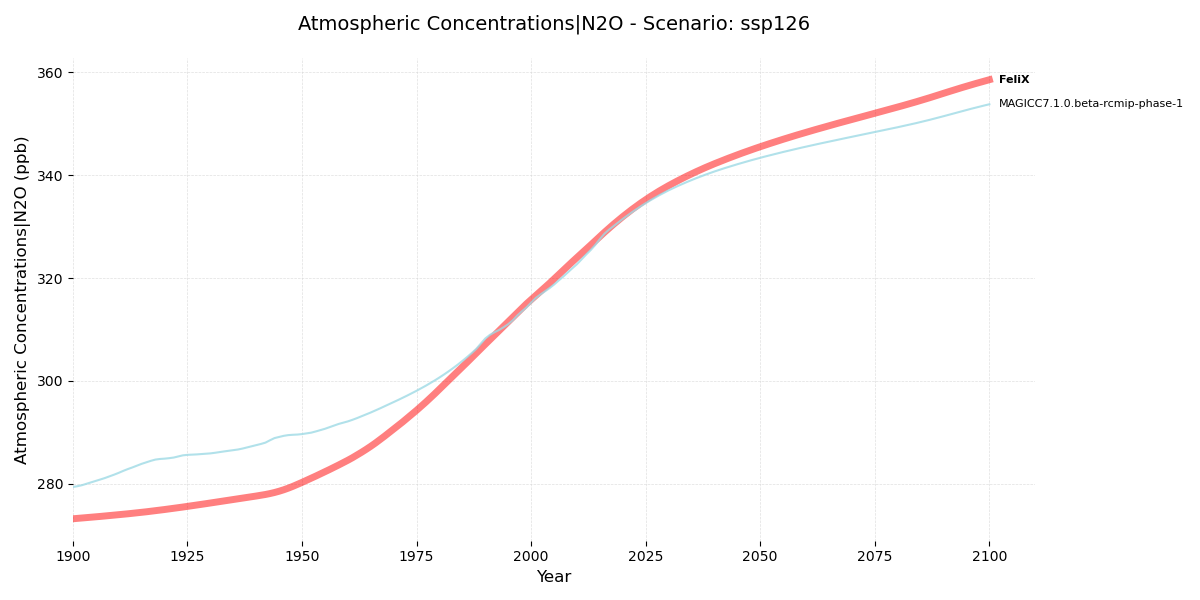 Atmospheric Concentrations|N2O - Scenario: ssp126
360
340
320
300
280
Atmospheric Concentrations|N2O (ppb)
FeliX
MAGICC7.1.0.beta-rcmip-phase-1
1900 1925 1950 1975 2000 2025 2050 2075 2100
Year